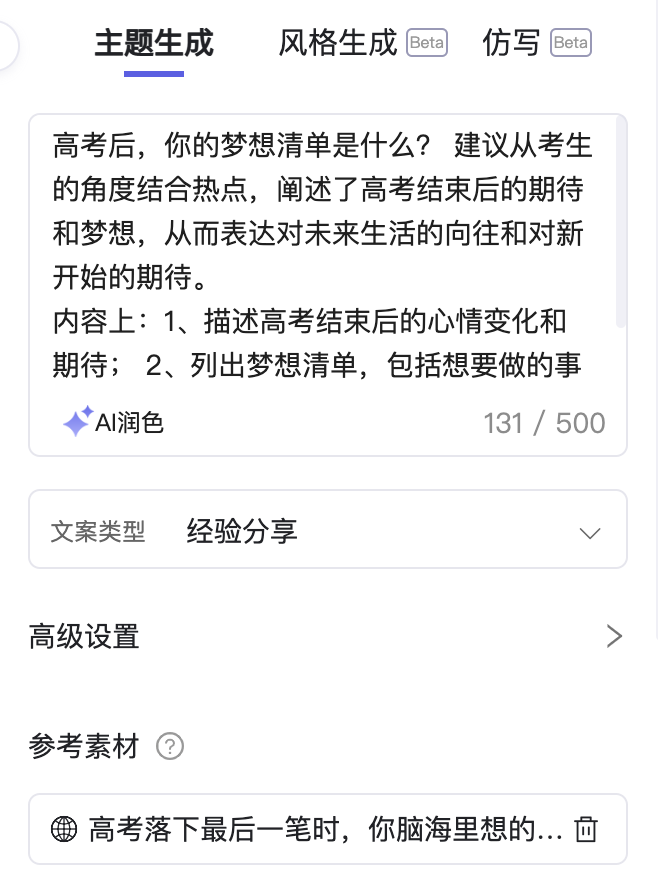 主题生成 风格生成 Beta 仿写 Beta
高考后，你的梦想清单是什么？ 建议从考生
的角度结合热点，阐述了高考结束后的期待
和梦想，从而表达对未来生活的向往和对新
开始的期待。
内容上：1、描述高考结束后的心情变化和
期待； 2、列出梦想清单，包括想要做的事
AI润色 131 / 500
文案类型 经验分享
高级设置
参考素材 ?
高考落下最后一笔时，你脑海里想的...